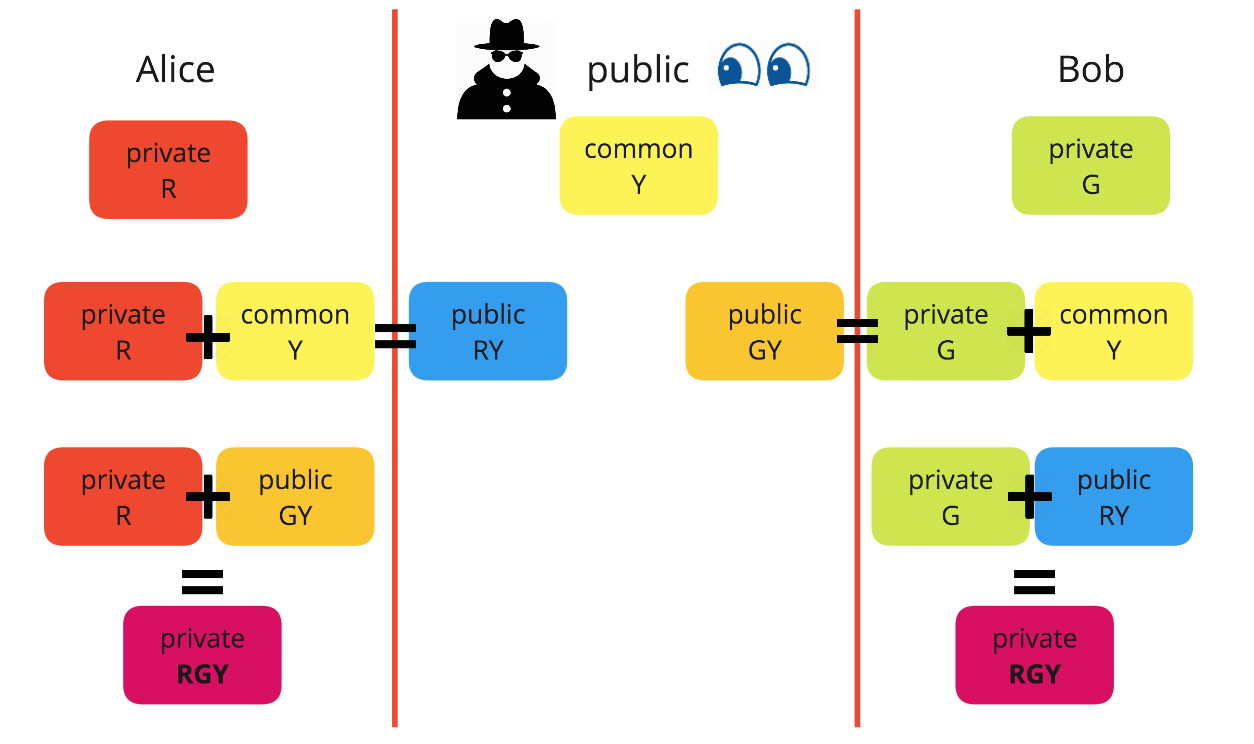 Alice
public
Bob
private
R
common
Y
private
G
private
R
common
Y
public
RY
public
GY
private
G
common
Y
private
R
public
GY
private
G
public
RY
private
RGY
private
RGY